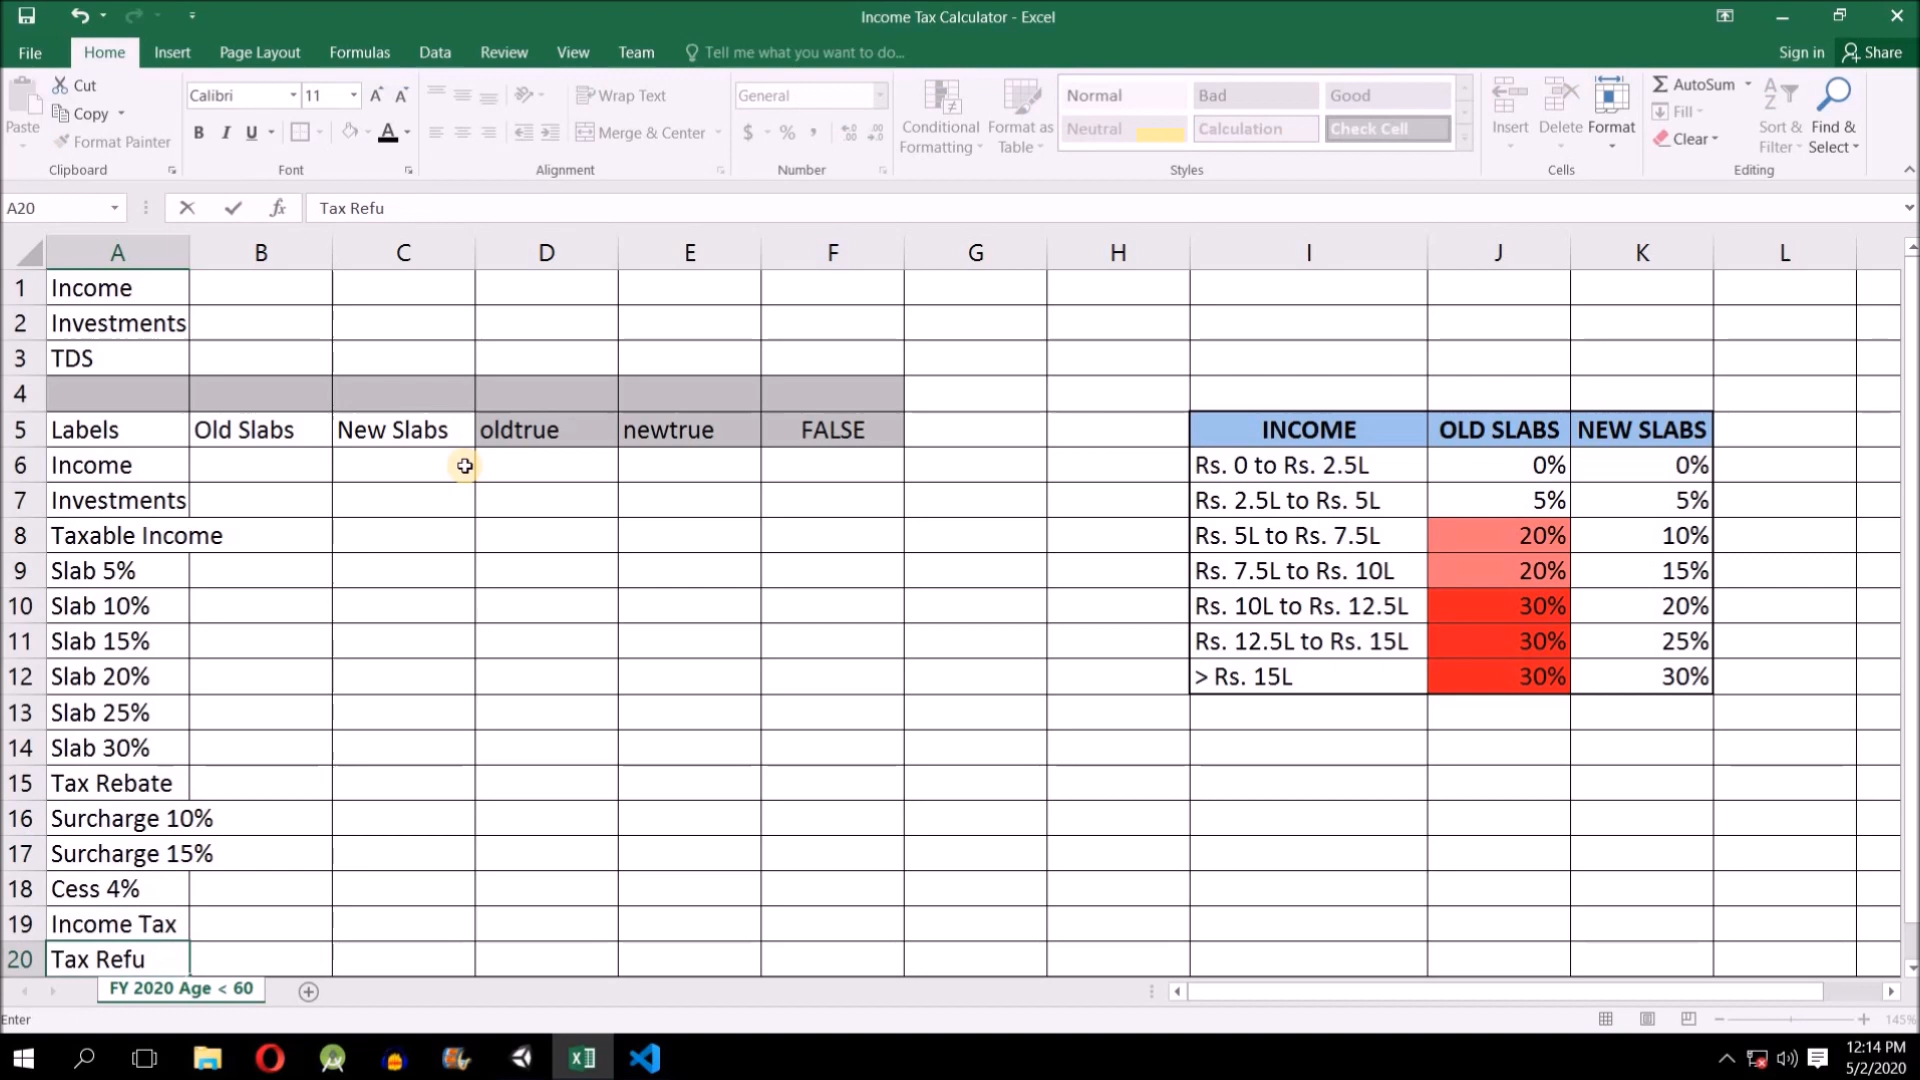 Income Tax Calculator - Excel
File Home Insert Page Layout Formulas Data Review View Team Tell me what you want to do... Sign in Share
Paste
Cut
Copy
Format Painter
Clipboard
Calibri 11 A A
B I U A
Font
Wrap Text
Merge & Center
Alignment
General
$ % ,
Number
Conditional Formatting
Format as Table
Normal Bad Good
Neutral Calculation Check Cell
Styles
Insert Delete Format
Cells
AutoSum
Fill
Clear
Sort & Filter
Find & Select
Editing
A20 fx Tax Refu
A B C D E F G H I J K L
1 Income
2 Investments
3 TDS
4
5 Labels Old Slabs New Slabs oldtrue newtrue FALSE INCOME OLD SLABS NEW SLABS
6 Income Rs. 0 to Rs. 2.5L 0% 0%
7 Investments Rs. 2.5L to Rs. 5L 5% 5%
8 Taxable Income Rs. 5L to Rs. 7.5L 20% 10%
9 Slab 5% Rs. 7.5L to Rs. 10L 20% 15%
10 Slab 10% Rs. 10L to Rs. 12.5L 30% 20%
11 Slab 15% Rs. 12.5L to Rs. 15L 30% 25%
12 Slab 20% > Rs. 15L 30% 30%
13 Slab 25%
14 Slab 30%
15 Tax Rebate
16 Surcharge 10%
17 Surcharge 15%
18 Cess 4%
19 Income Tax
20 Tax Refu
FY 2020 Age < 60
Enter 145%
12:14 PM
5/2/2020